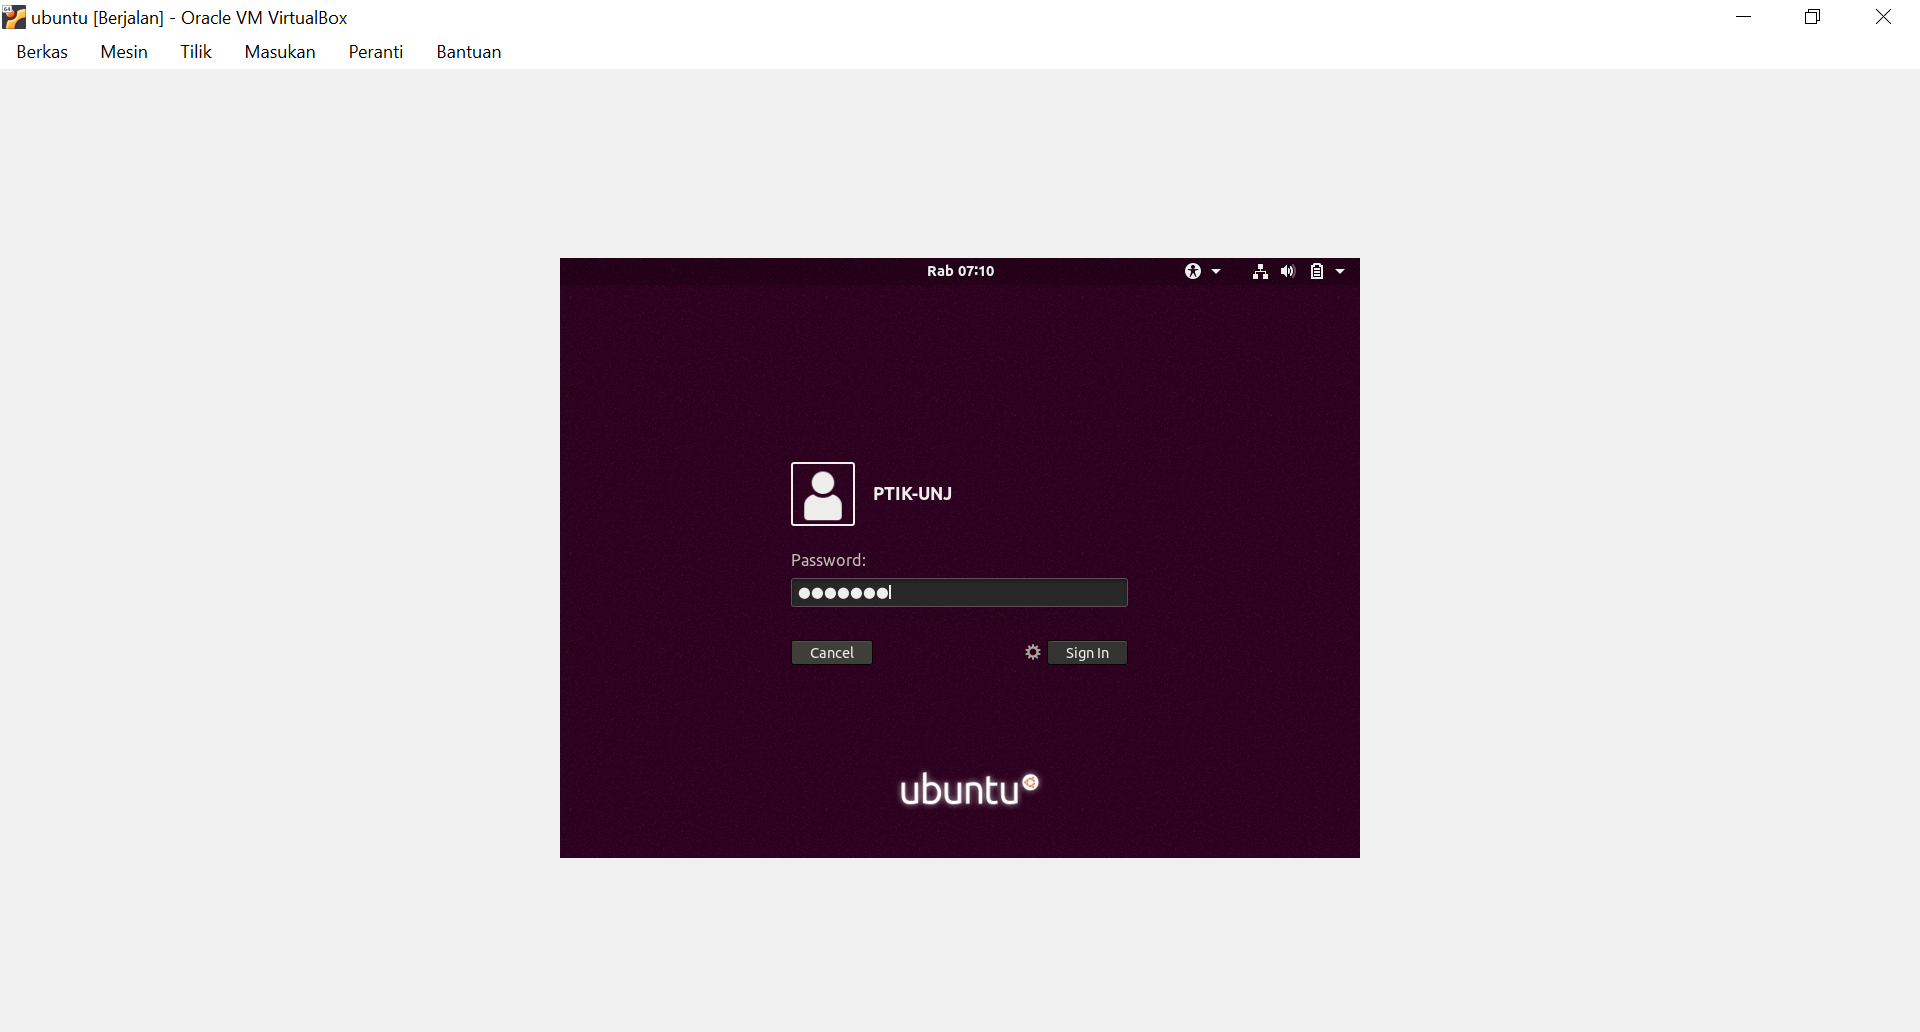 ubuntu [Berjalan] - Oracle VM VirtualBox
Berkas Mesin Tilik Masukan Peranti Bantuan
Rab 07:10
PTIK-UNJ
Password:
●●●●●●●
Cancel Sign In
ubuntu